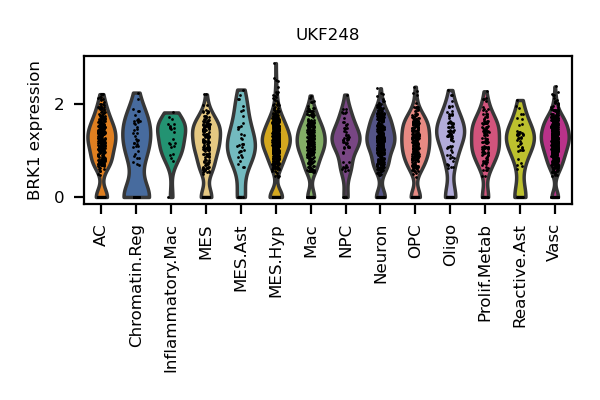 UKF248
BRK1 expression
2
0
AC
Chromatin.Reg
Inflammatory.Mac
MES
MES.Ast
MES.Hyp
Mac
NPC
Neuron
OPC
Oligo
Prolif.Metab
Reactive.Ast
Vasc